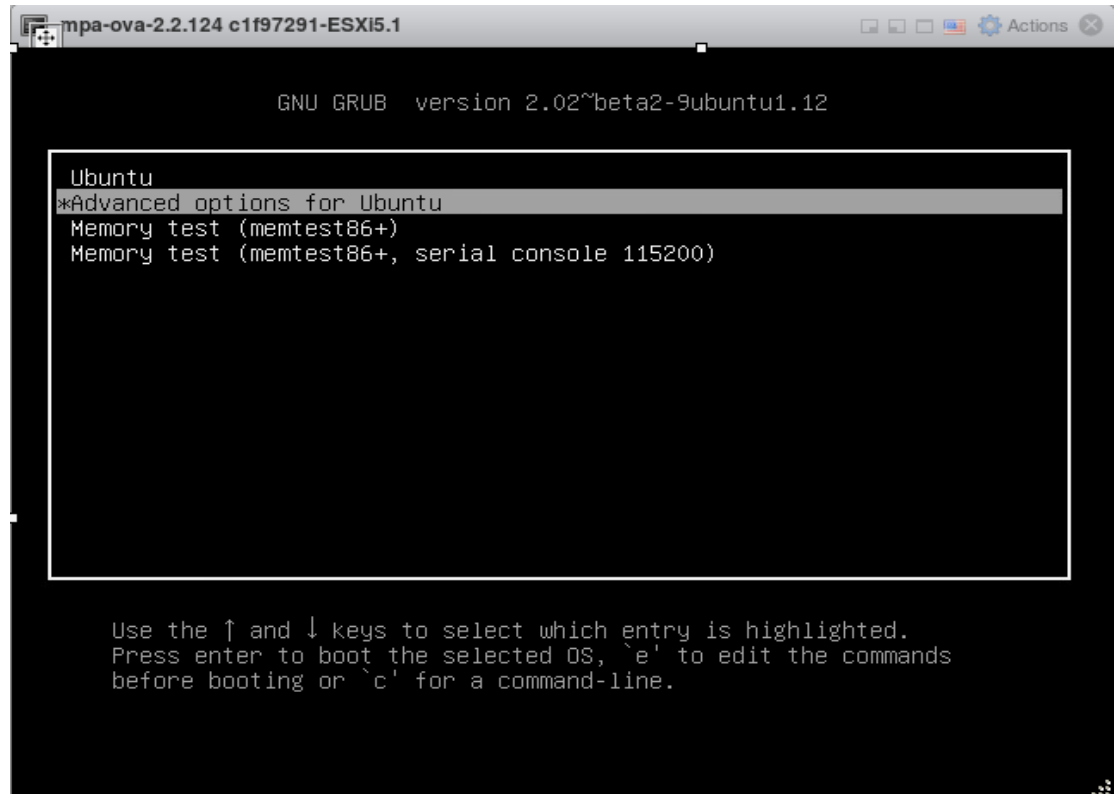 mpa-ova-2.2.124 c1f97291-ESXi5.1 Actions
GNU GRUB version 2.02~beta2-9ubuntu1.12
Ubuntu
*Advanced options for Ubuntu
Memory test (memtest86+)
Memory test (memtest86+, serial console 115200)
Use the ↑ and ↓ keys to select which entry is highlighted.
Press enter to boot the selected OS, `e' to edit the commands
before booting or `c' for a command-line.